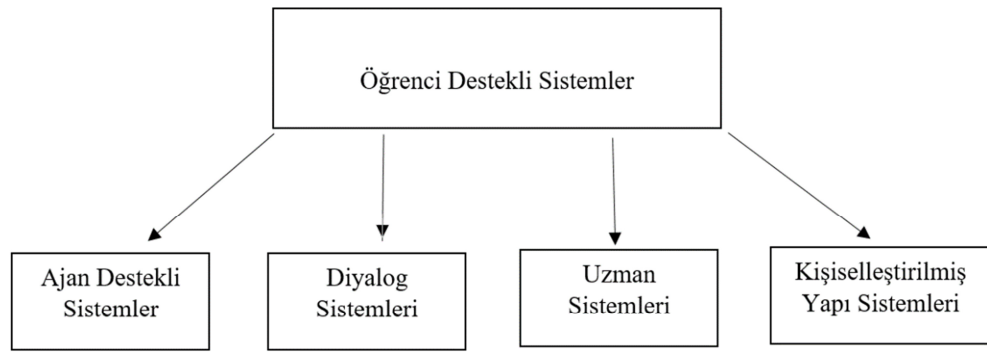 Öğrenci Destekli Sistemler
Ajan Destekli
Sistemler
Diyalog
Sistemleri
Uzman
Sistemleri
Kişiselleştirilmiş
Yapı Sistemleri